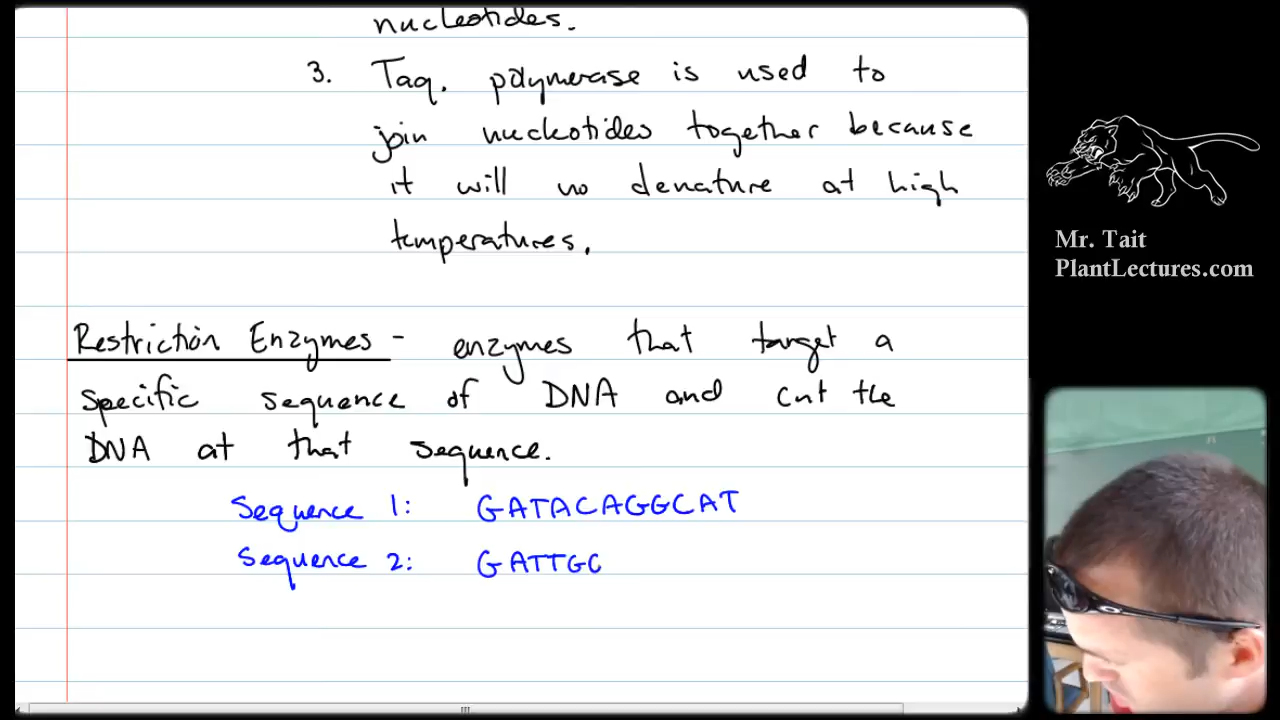 nucleotides.
3. Taq. polymerase is used to
join nucleotides together because
it will no denature at high
temperatures.
Mr. Tait
PlantLectures.com
Restriction Enzymes - enzymes that target a
specific sequence of DNA and cut the
DNA at that sequence.
Sequence 1: GATACAGGCAT
Sequence 2: GATTGC